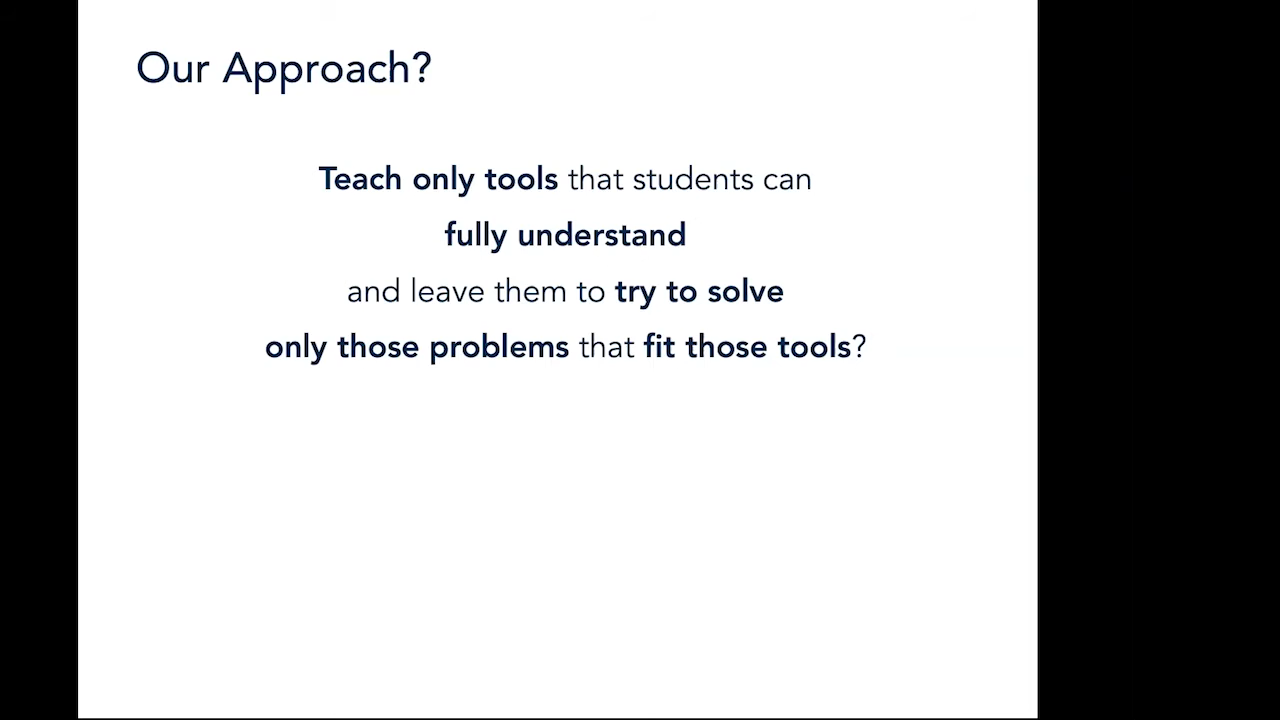 Our Approach?
Teach only tools that students can
fully understand
and leave them to try to solve
only those problems that fit those tools?